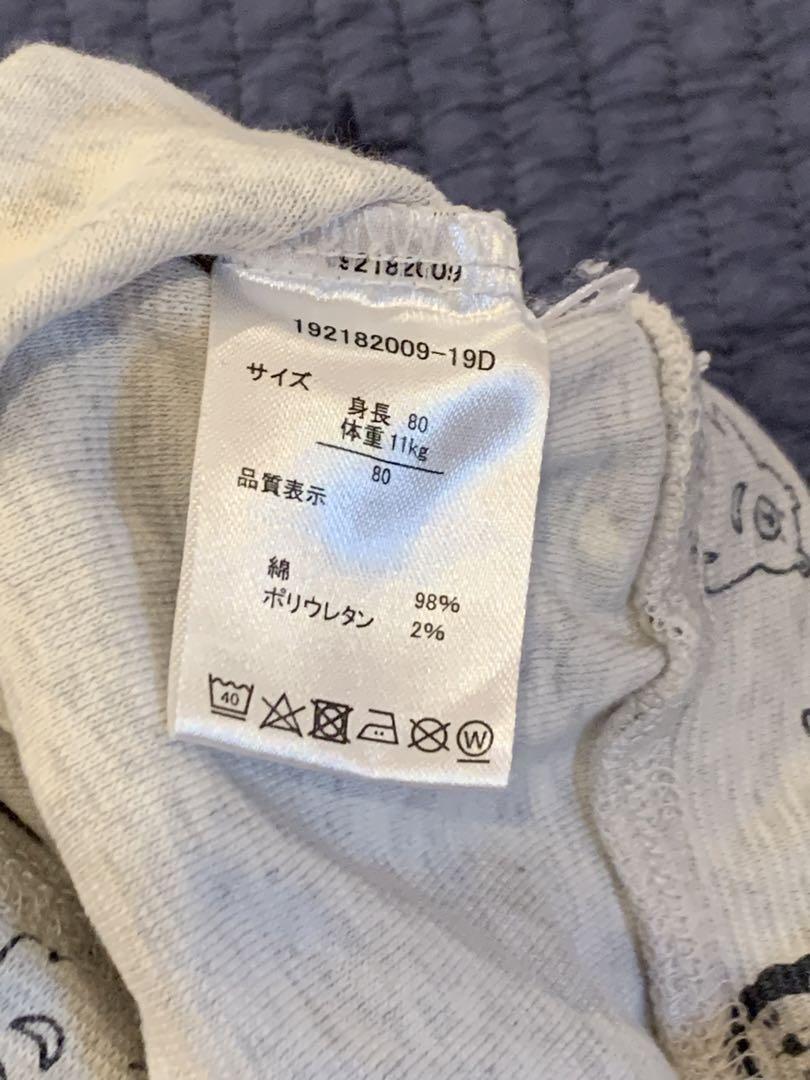 192182009-19D
サイズ
身長 80
体重 11kg
80
品質表示
綿 98%
ポリウレタン 2%
40
W